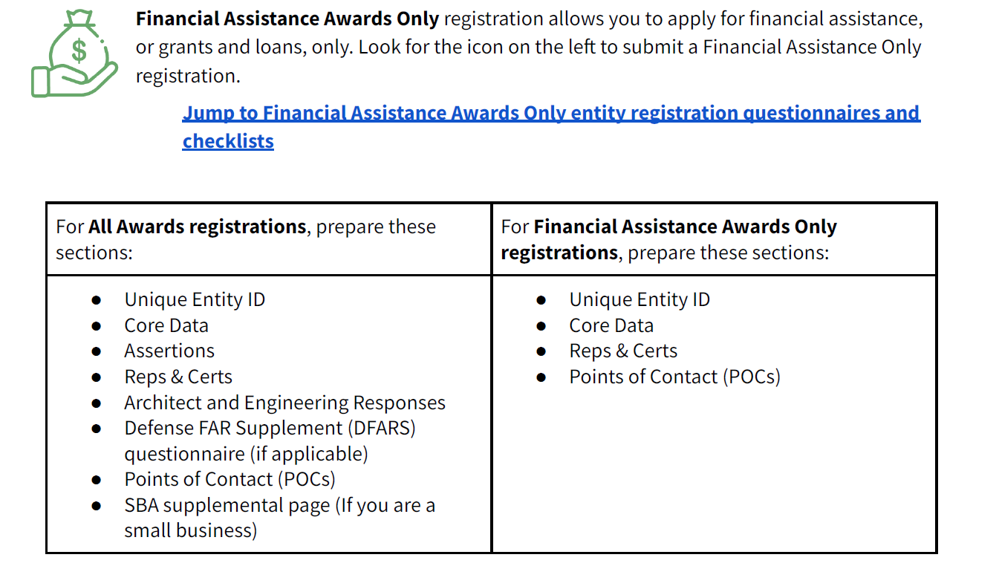 $
Financial Assistance Awards Only registration allows you to apply for financial assistance,
or grants and loans, only. Look for the icon on the left to submit a Financial Assistance Only
registration.
Jump to Financial Assistance Awards Only entity registration questionnaires and
checklists
For All Awards registrations, prepare these
sections:
● Unique Entity ID
● Core Data
● Assertions
● Reps & Certs
● Architect and Engineering Responses
● Defense FAR Supplement (DFARS)
questionnaire (if applicable)
● Points of Contact (POCs)
● SBA supplemental page (If you are a
small business)
For Financial Assistance Awards Only
registrations, prepare these sections:
● Unique Entity ID
● Core Data
● Reps & Certs
● Points of Contact (POCs)